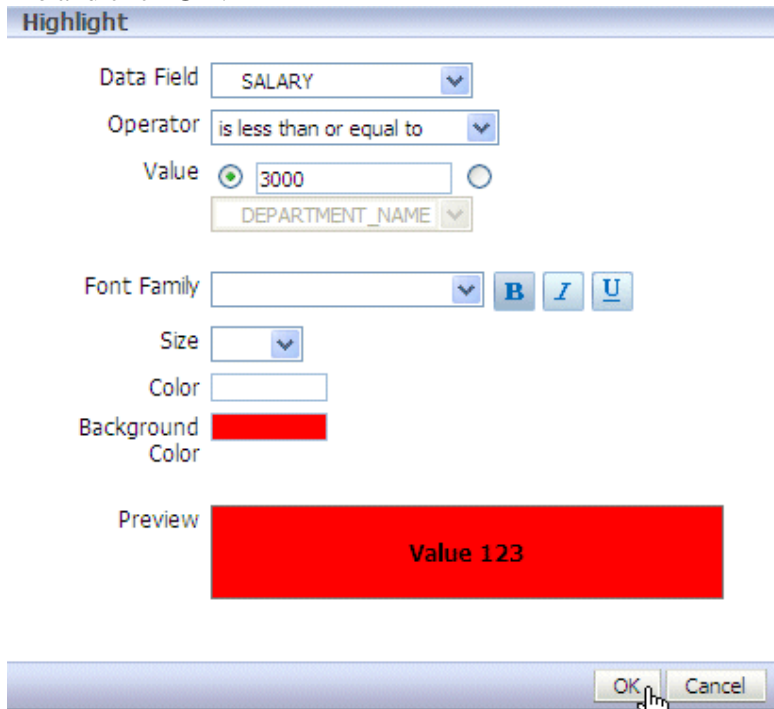 Highlight
Data Field SALARY
Operator is less than or equal to
Value 3000
DEPARTMENT_NAME
Font Family B I U
Size
Color
Background
Color
Preview
Value 123
OK Cancel